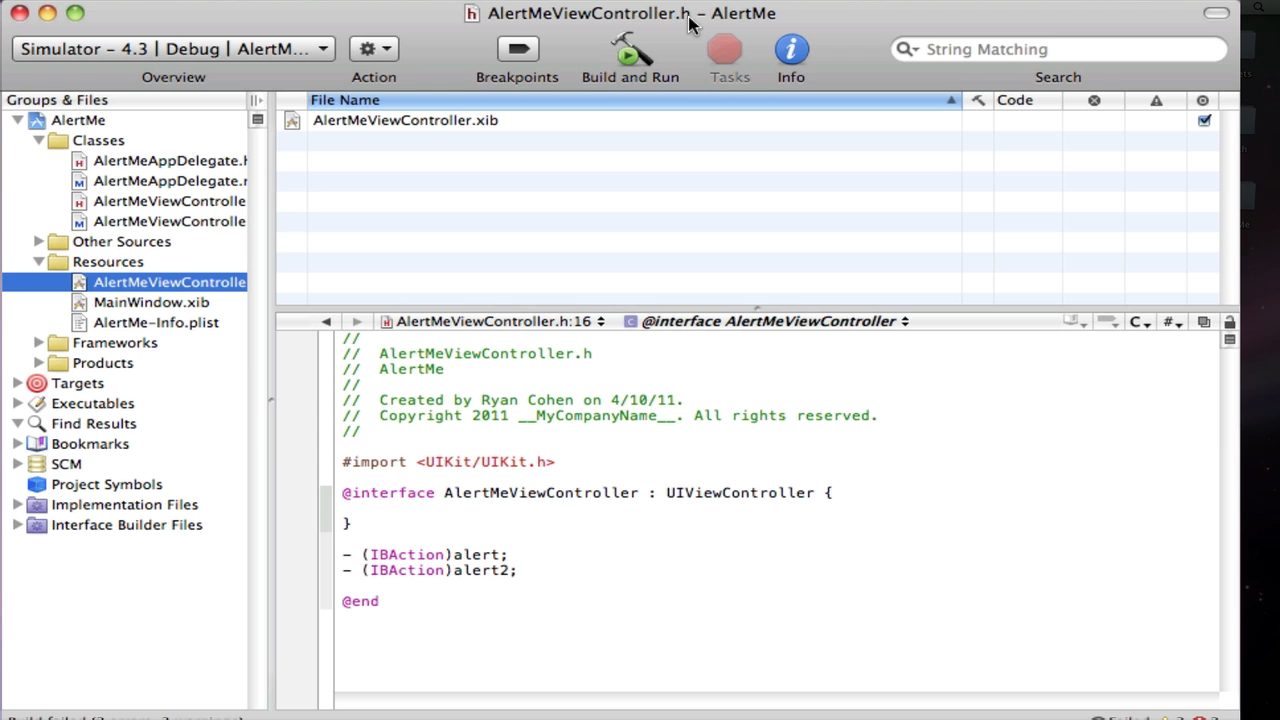 AlertMeViewController.h – AlertMe
Simulator - 4.3 | Debug | AlertM...
String Matching
Overview
Action
Breakpoints
Build and Run
Tasks
Info
Search
Groups & Files
File Name
Code
AlertMe
AlertMeViewController.xib
Classes
AlertMeAppDelegate.h
AlertMeAppDelegate.
AlertMeViewControlle
AlertMeViewControlle
Other Sources
Resources
AlertMeViewControlle
MainWindow.xib
AlertMe-Info.plist
Frameworks
Products
Targets
Executables
Find Results
Bookmarks
SCM
Project Symbols
Implementation Files
Interface Builder Files
AlertMeViewController.h:16
C
@interface AlertMeViewController
C
#
//
// AlertMeViewController.h
// AlertMe
//
// Created by Ryan Cohen on 4/10/11.
// Copyright 2011 __MyCompanyName__. All rights reserved.
//
#import <UIKit/UIKit.h>
@interface AlertMeViewController : UIViewController {
}
- (IBAction)alert;
- (IBAction)alert2;
@end